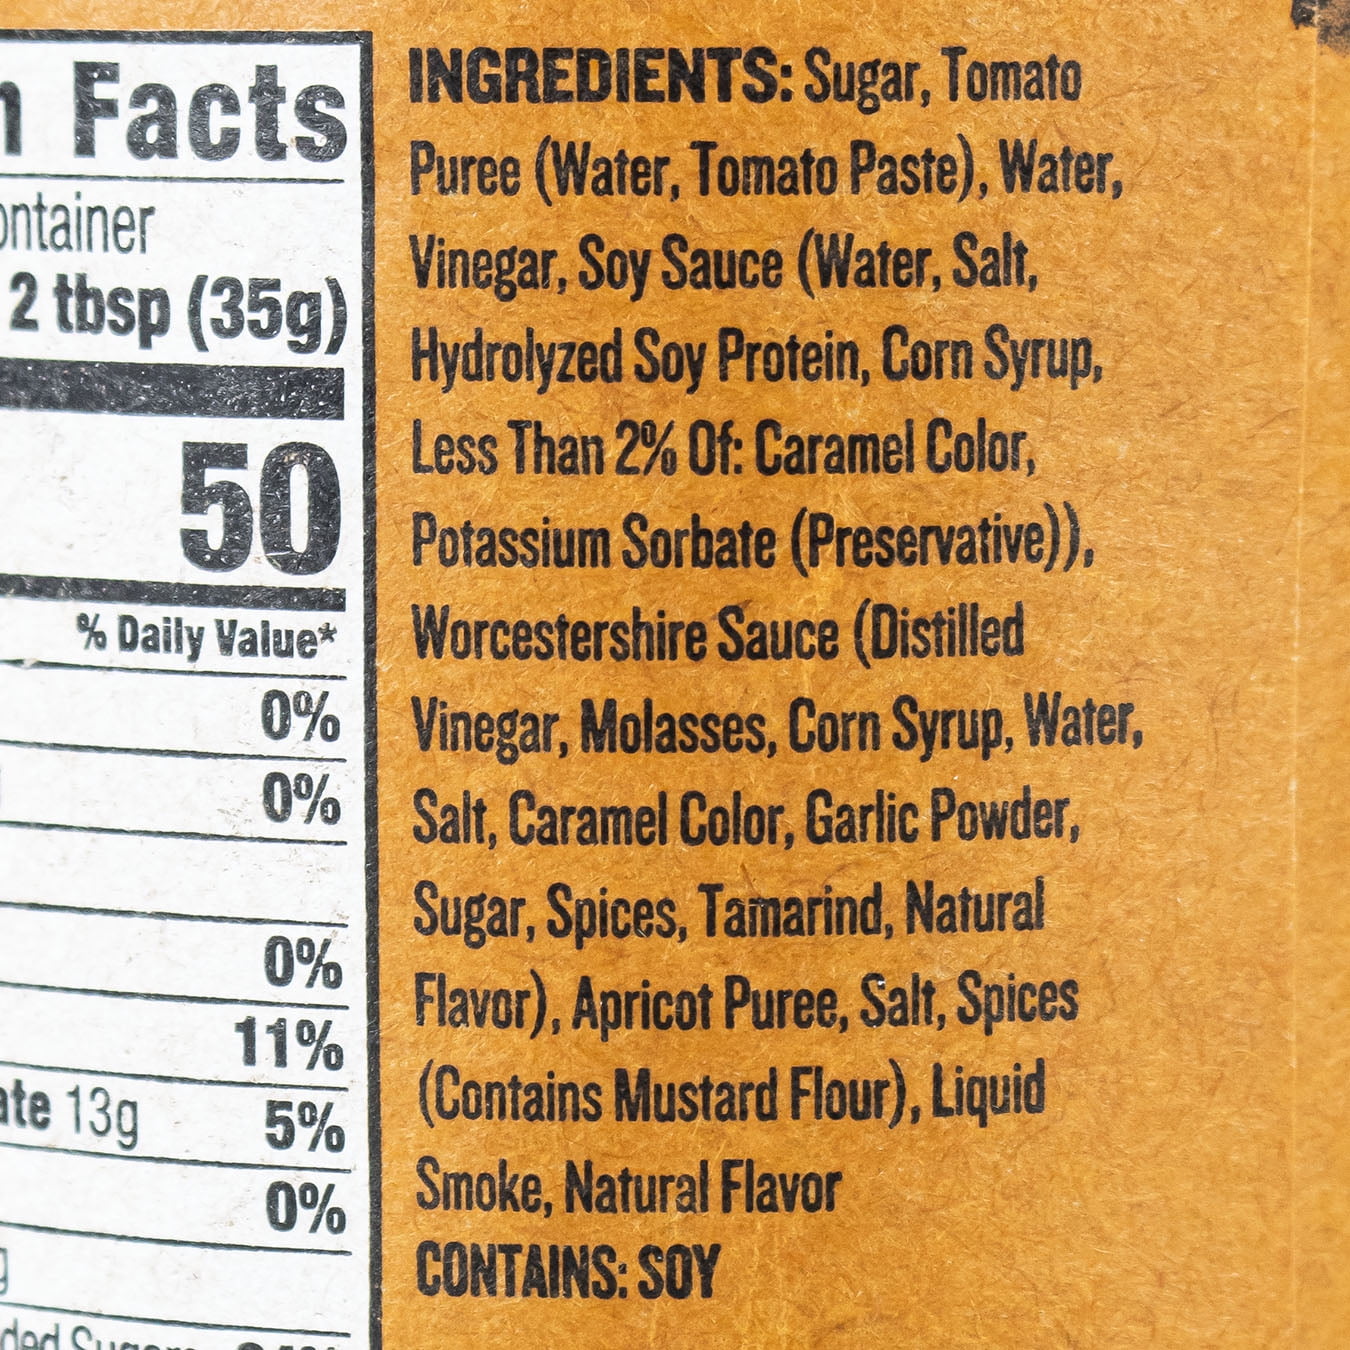 Facts
INGREDIENTS: Sugar, Tomato
Puree (Water, Tomato Paste), Water,
Vinegar, Soy Sauce (Water, Salt,
Hydrolyzed Soy Protein, Corn Syrup,
Less Than 2% Of: Caramel Color,
Potassium Sorbate (Preservative)),
Worcestershire Sauce (Distilled
Vinegar, Molasses, Corn Syrup, Water,
Salt, Caramel Color, Garlic Powder,
Sugar, Spices, Tamarind, Natural
Flavor), Apricot Puree, Salt, Spices
(Contains Mustard Flour), Liquid
Smoke, Natural Flavor
CONTAINS: SOY
ontainer
2 tbsp (35g)
50
% Daily Value*
0%
0%
0%
11%
ate 13g 5%
0%
g